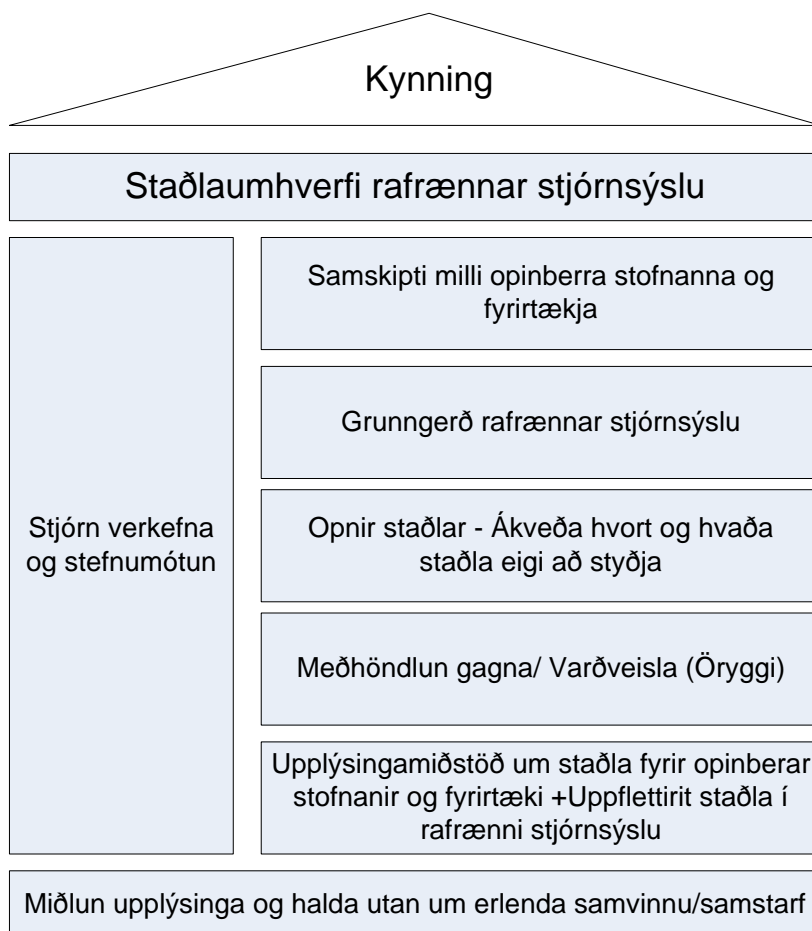 Kynning
Staðlaumhverfi rafrænnar stjórnsýslu
Stjórn verkefna
og stefnumótun
Samskipti milli opinberra stofnanna og
fyrirtækja
Grunngerð rafrænnar stjórnsýslu
Opnir staðlar - Ákveða hvort og hvaða
staðla eigi að styðja
Meðhöndlun gagna/ Varðveisla (Öryggi)
Upplýsingamiðstöð um staðla fyrir opinberar
stofnanir og fyrirtæki +Uppflettirit staðla í
rafrænni stjórnsýslu
Miðlun upplýsinga og halda utan um erlenda samvinnu/samstarf